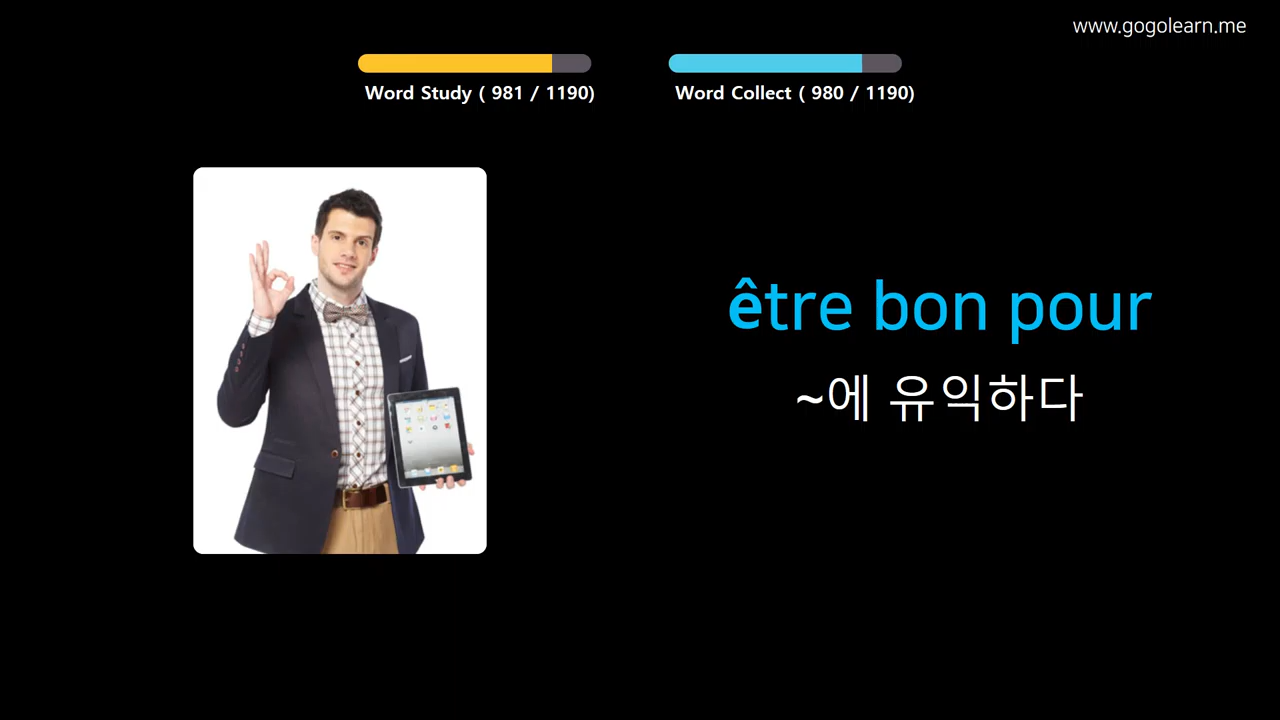 www.gogolearn.me
Word Study ( 981 / 1190)
Word Collect ( 980 / 1190)
être bon pour
~에 유익하다